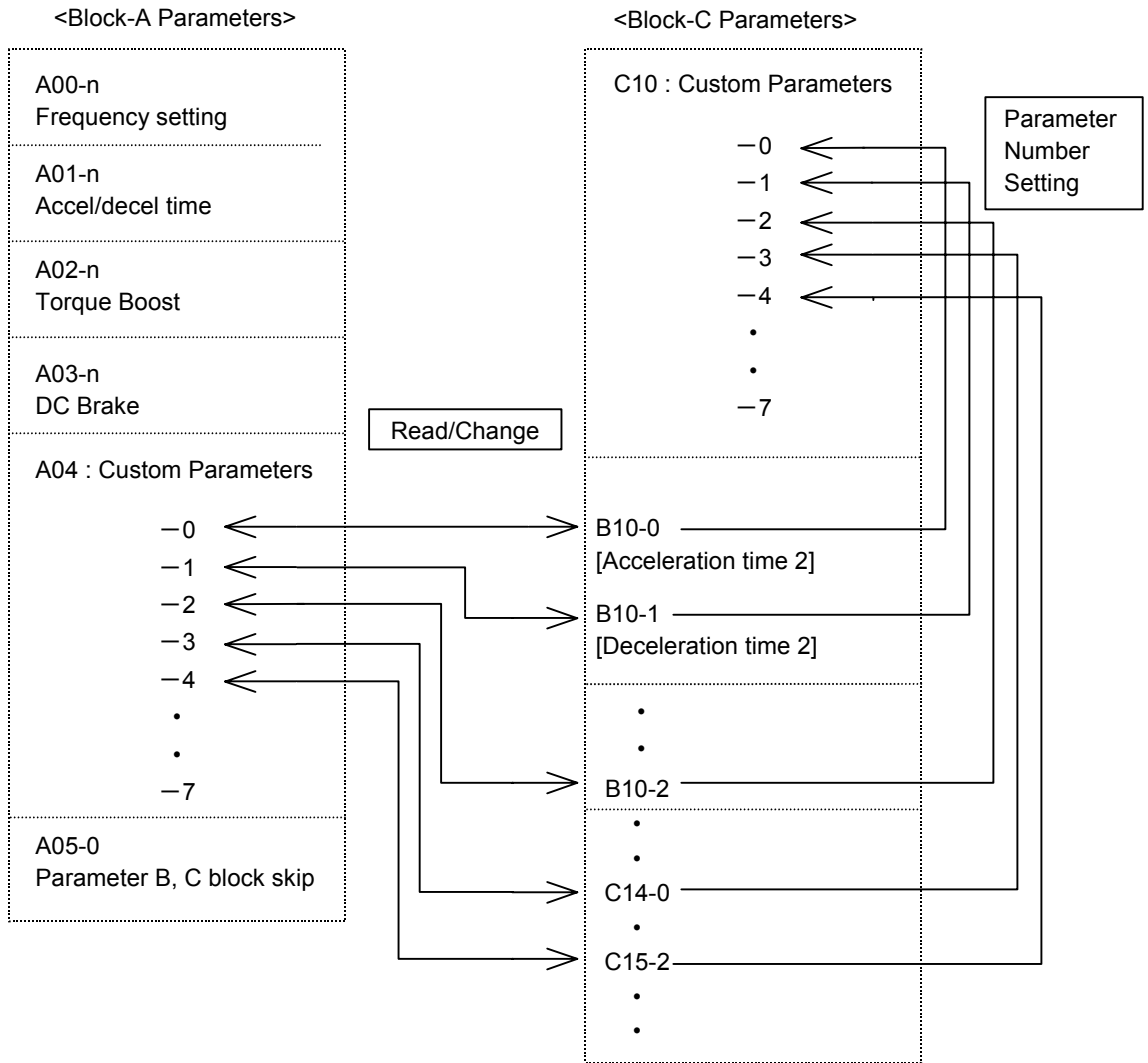 <Block-A Parameters>
A00-n
Frequency setting
A01-n
Accel/decel time
A02-n
Torque Boost
A03-n
DC Brake
A04 : Custom Parameters
−0
−1
−2
−3
−4
・
・
−7
A05-0
Parameter B, C block skip
Read/Change
<Block-C Parameters>
C10 : Custom Parameters
−0
−1
−2
−3
−4
・
・
−7
B10-0
[Acceleration time 2]
B10-1
[Deceleration time 2]
・
・
B10-2
・
・
C14-0
・
C15-2
・
・
Parameter
Number
Setting